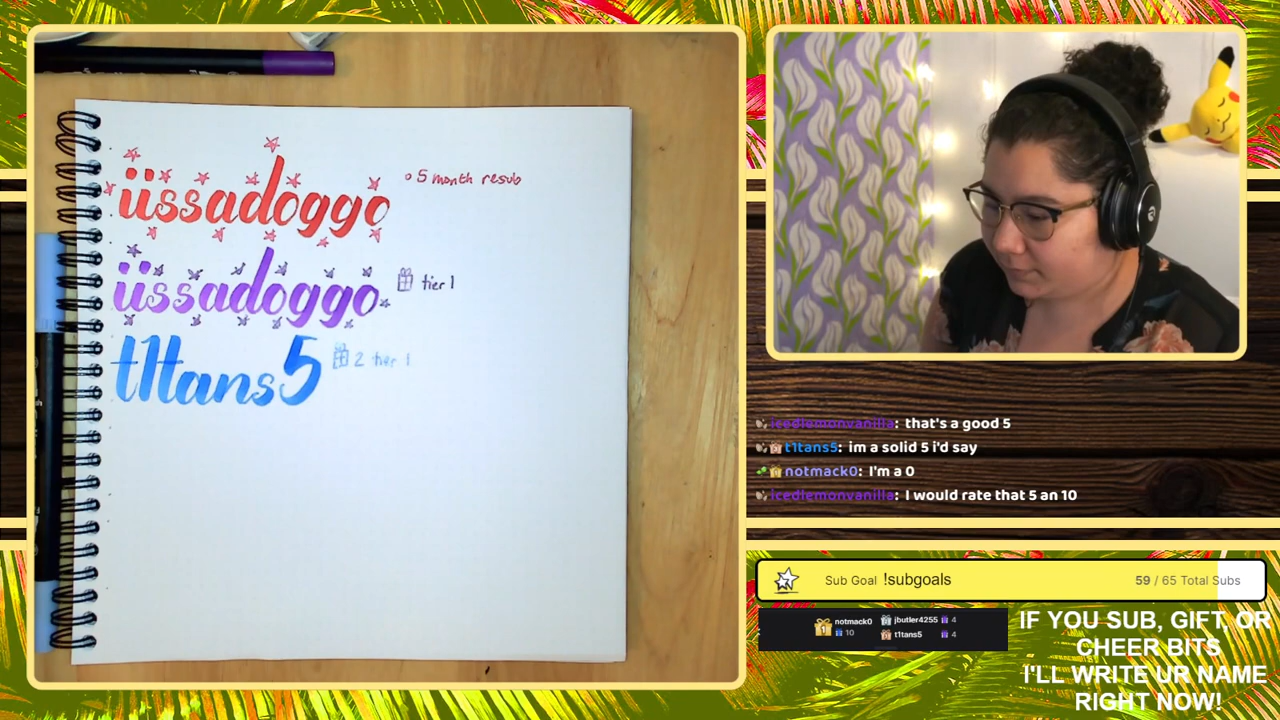 üssadoggo
5 month resub
üssadoggo
tier 1
t1tans5
2 tier 1
icedlemonvanilla: that's a good 5
t1tans5: im a solid 5 i'd say
notmack0: I'm a 0
icedlemonvanilla: I would rate that 5 an 10
Sub Goal !subgoals 59 / 65 Total Subs
notmack0 10
jbutler4255 4
t1tans5 4
IF YOU SUB, GIFT, OR
CHEER BITS
I'LL WRITE UR NAME
RIGHT NOW!